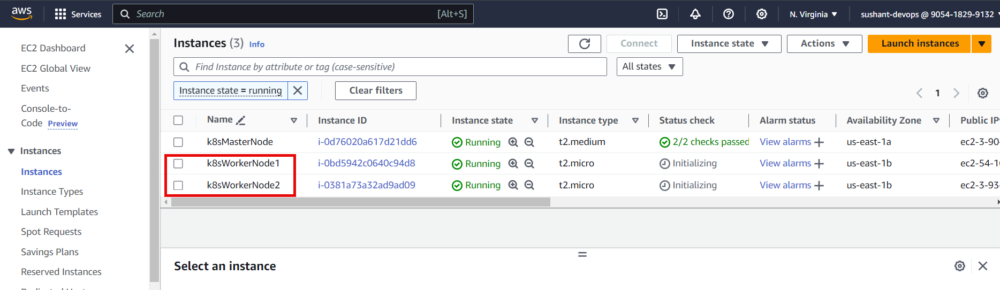 aws Services Search [Alt+S] N. Virginia sushant-devops @ 9054-1829-9132
EC2 Dashboard
EC2 Global View
Events
Console-to-
Code Preview
Instances
Instances
Instance Types
Launch Templates
Spot Requests
Savings Plans
Reserved Instances
Instances (3) Info Connect Instance state Actions Launch instances
Find Instance by attribute or tag (case-sensitive) All states
Instance state = running Clear filters 1
Name Instance ID Instance state Instance type Status check Alarm status Availability Zone Public IPv
k8sMasterNode i-0d76020a617d21dd6 Running t2.medium 2/2 checks passed View alarms us-east-1a ec2-3-90-
k8sWorkerNode1 i-0bd5942c0640c94d8 Running t2.micro Initializing View alarms us-east-1b ec2-54-1
k8sWorkerNode2 i-0381a73a32ad9ad09 Running t2.micro Initializing View alarms us-east-1b ec2-3-93-
Select an instance